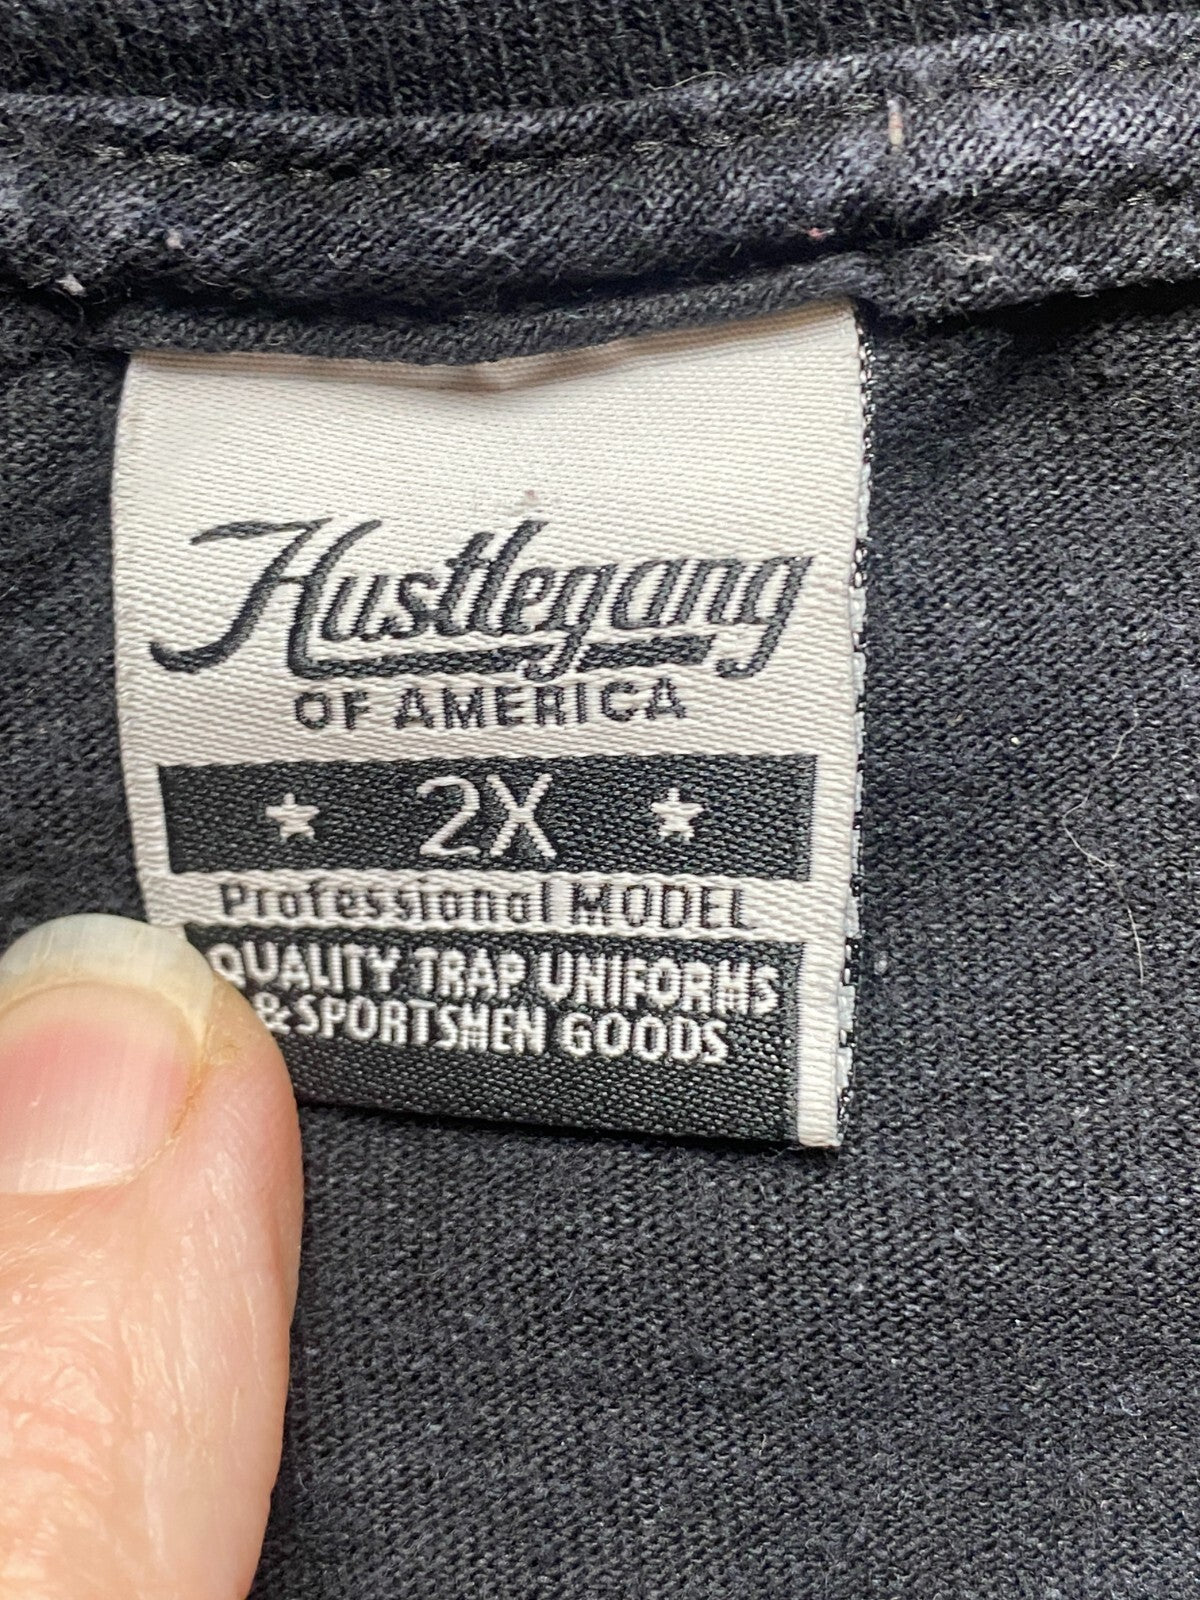 Hustlegang
OF AMERICA
2X
Professional MODEL
QUALITY TRAP UNIFORMS
& SPORTSMEN GOODS